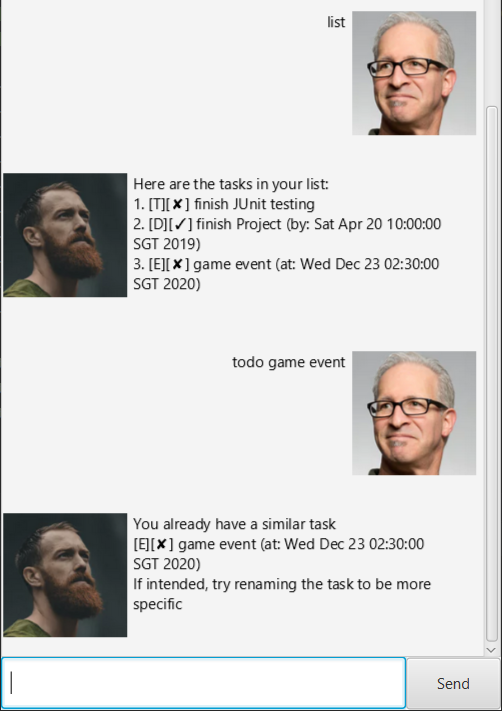 list
Here are the tasks in your list:
1. [T][✘] finish JUnit testing
2. [D][✓] finish Project (by: Sat Apr 20 10:00:00
SGT 2019)
3. [E][✘] game event (at: Wed Dec 23 02:30:00
SGT 2020)
todo game event
You already have a similar task
[E][✘] game event (at: Wed Dec 23 02:30:00
SGT 2020)
If intended, try renaming the task to be more
specific
Send